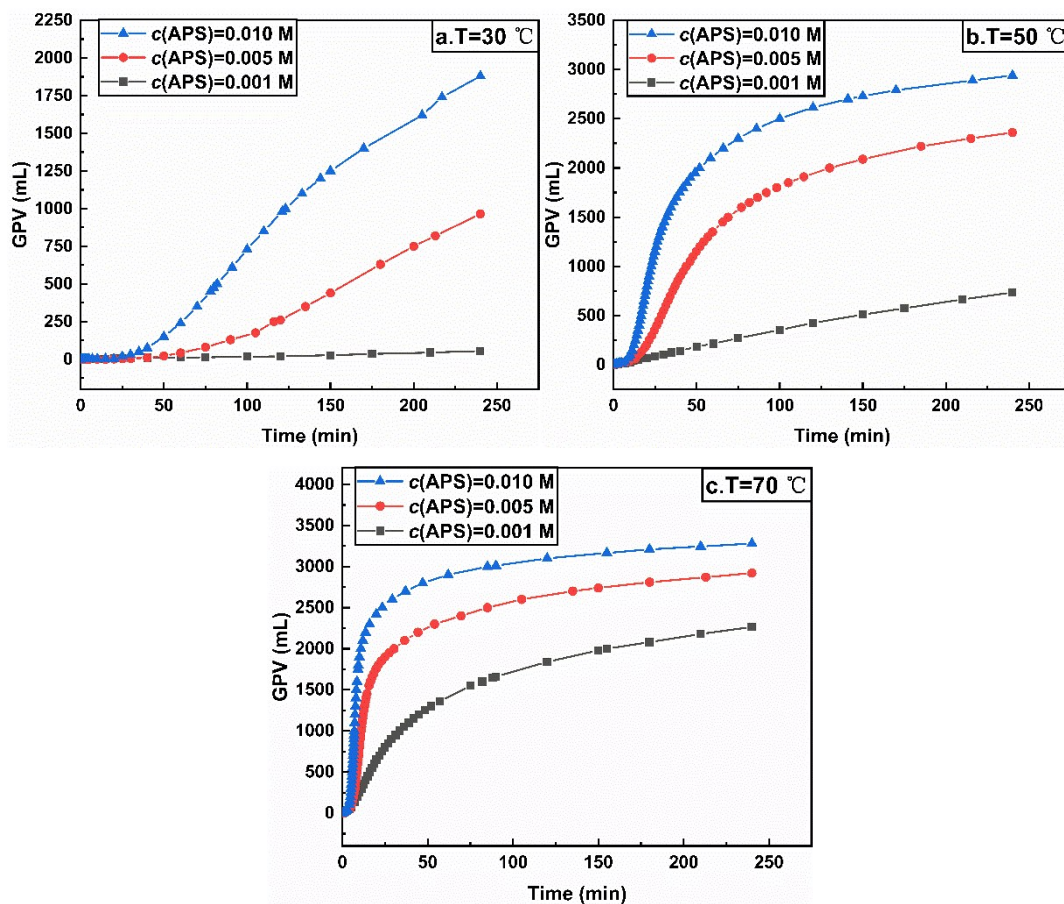 c(APS)=0.010 M
c(APS)=0.005 M
c(APS)=0.001 M
a.T=30 ℃
2250
2000
1750
1500
1250
1000
750
500
250
0
GPV (mL)
0 50 100 150 200 250
Time (min)
c(APS)=0.010 M
c(APS)=0.005 M
c(APS)=0.001 M
b.T=50 ℃
3500
3000
2500
2000
1500
1000
500
0
GPV (mL)
0 50 100 150 200 250
Time (min)
c(APS)=0.010 M
c(APS)=0.005 M
c(APS)=0.001 M
c.T=70 ℃
4000
3500
3000
2500
2000
1500
1000
500
0
GPV (mL)
0 50 100 150 200 250
Time (min)